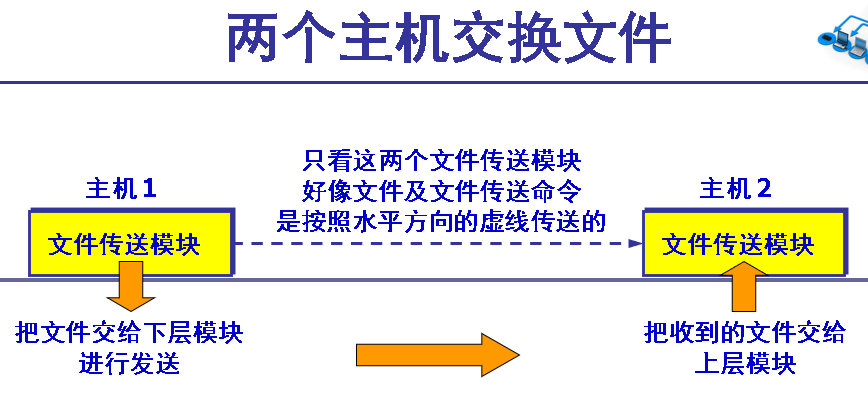 两个主机交换文件
只看这两个文件传送模块
好像文件及文件传送命令
是按照水平方向的虚线传送的
主机 1
主机 2
文件传送模块
文件传送模块
把文件交给下层模块
进行发送
把收到的文件交给
上层模块